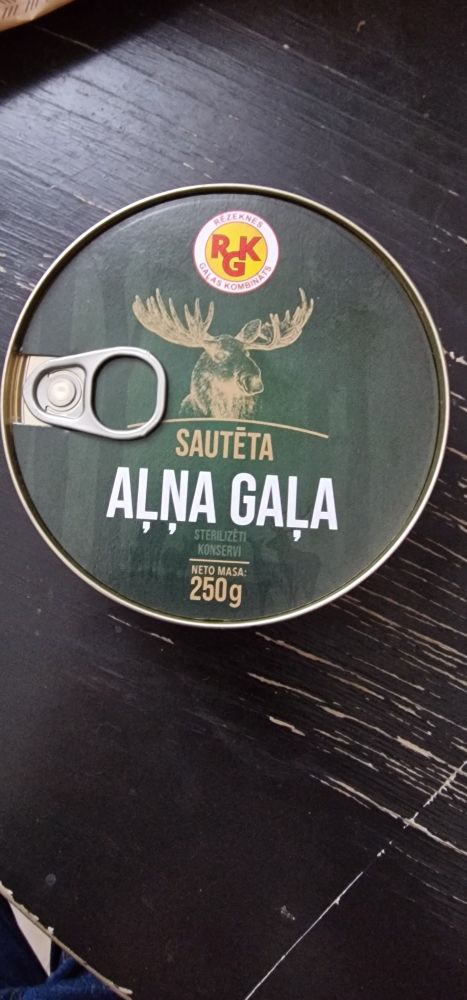 RĒZEKNES
RGK
GAĻAS KOMBINĀTS
SAUTĒTA
AĻŅA GAĻA
STERILIZĒTI
KONSERVI
NETO MASA:
250g